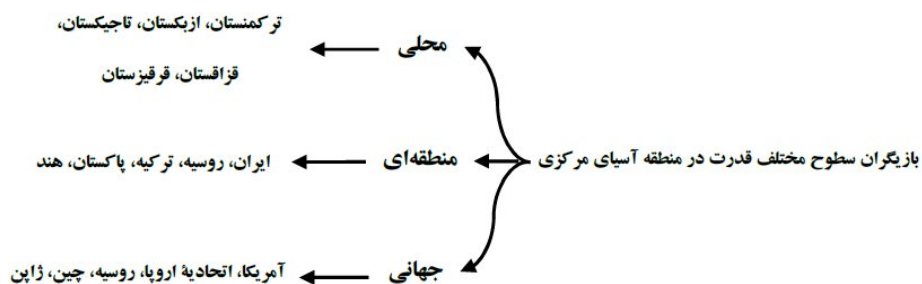 بازیگران سطوح مختلف قدرت در منطقه آسیای مرکزی
محلی
ترکمنستان، ازبکستان، تاجیکستان،
قزاقستان، قرقیزستان
منطقه‌ای
ایران، روسیه، ترکیه، پاکستان، هند
جهانی
آمریکا، اتحادیۀ اروپا، روسیه، چین، ژاپن